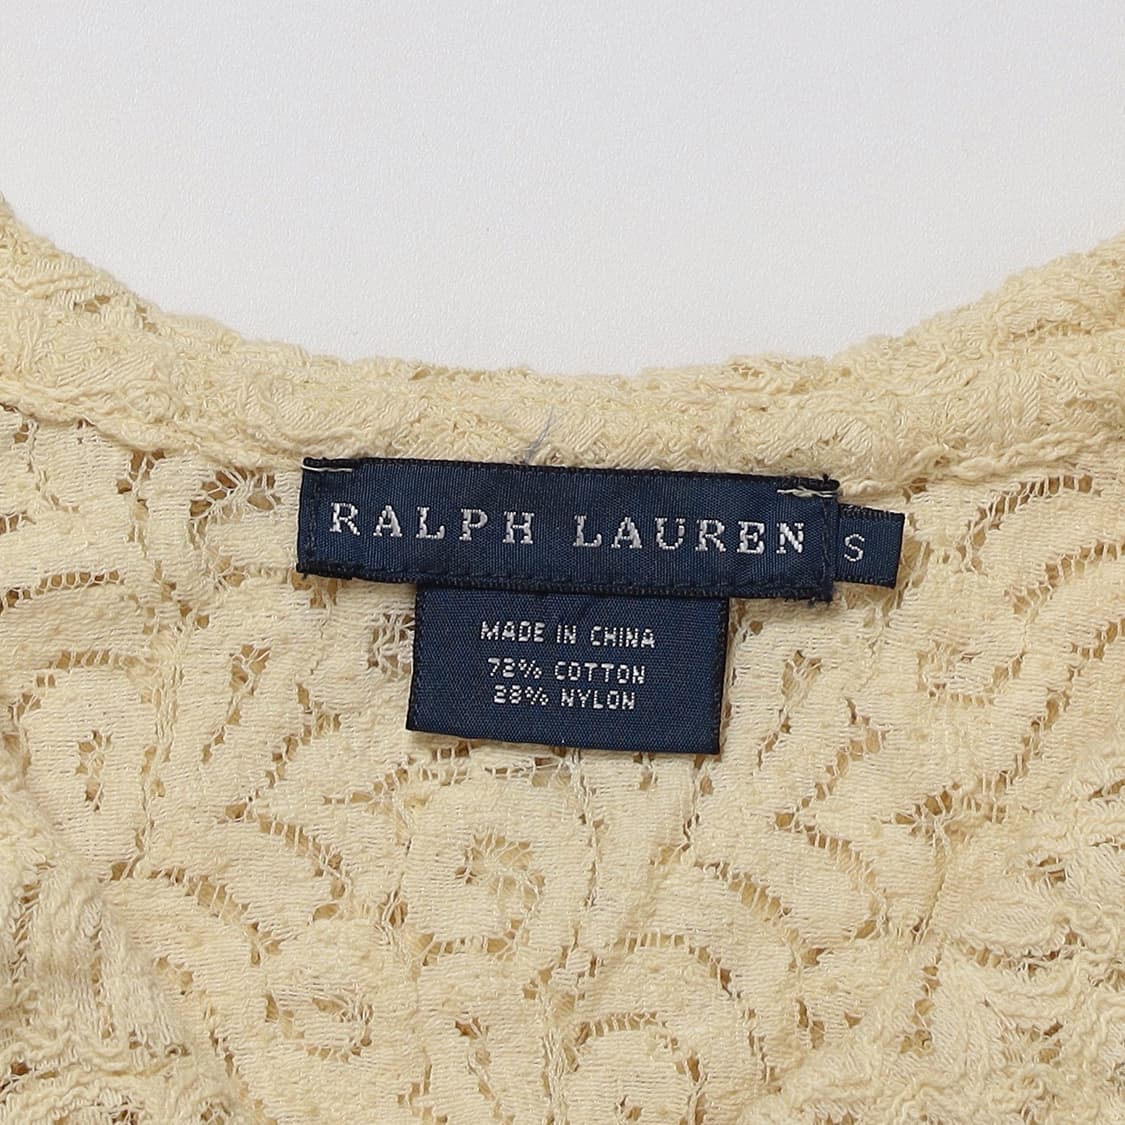 RALPH LAUREN S
MADE IN CHINA
72% COTTON
28% NYLON